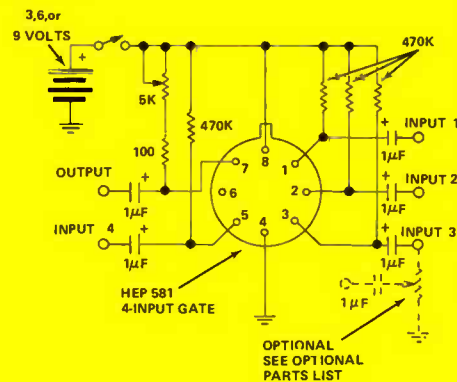 3,6,or
9 VOLTS
+
5K
100
470K
470K
8
7
1
6
2
5
4
3
OUTPUT
+
1µF
INPUT 4
+
1µF
+
INPUT 1
1µF
+
INPUT 2
1µF
+
INPUT 3
1µF
1µF
HEP 581
4-INPUT GATE
OPTIONAL
SEE OPTIONAL
PARTS LIST